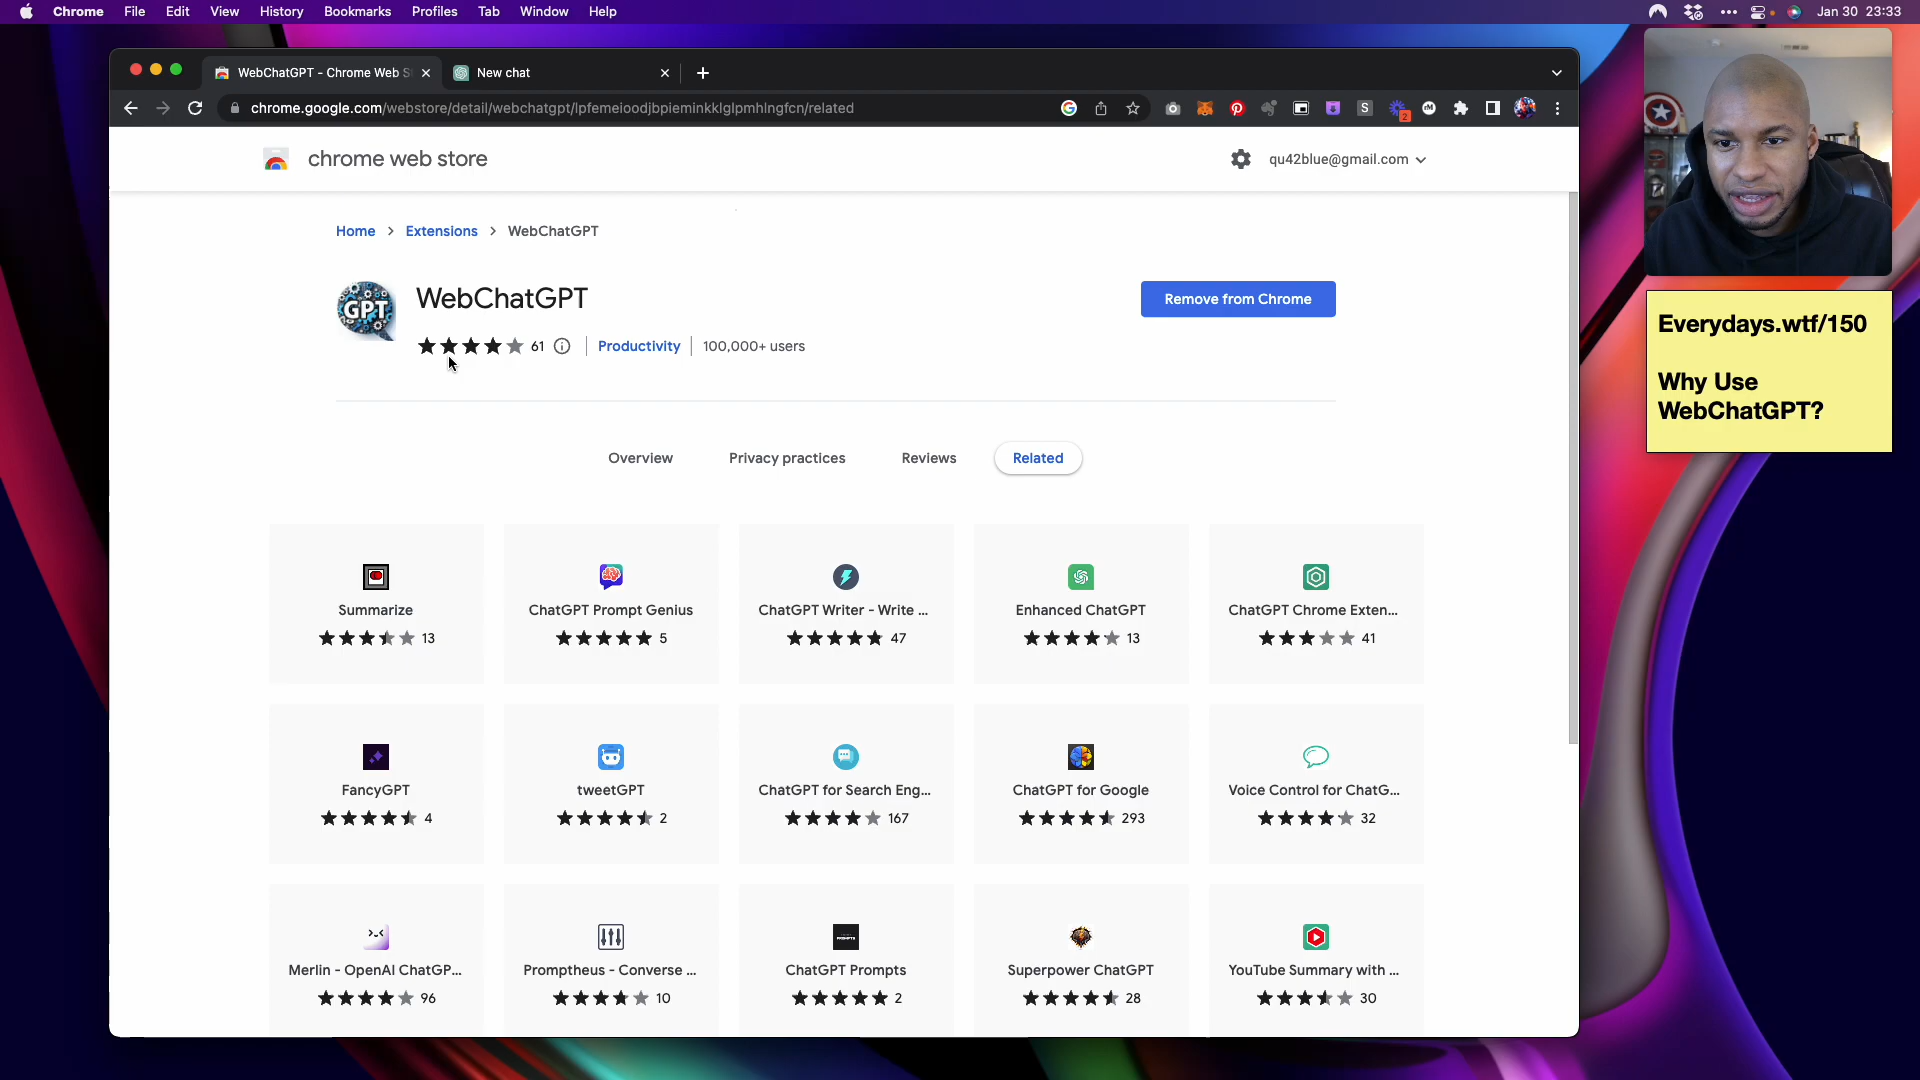 Chrome File Edit View History Bookmarks Profiles Tab Window Help
Jan 30 23:33
WebChatGPT - Chrome Web S
New chat
chrome.google.com/webstore/detail/webchatgpt/lpfemeioodjbpieminkklglpmhlngfcn/related
S
2
chrome web store
qu42blue@gmail.com
Home > Extensions > WebChatGPT
GPT
WebChatGPT
Remove from Chrome
61 Productivity 100,000+ users
Overview Privacy practices Reviews Related
Summarize
13
ChatGPT Prompt Genius
5
ChatGPT Writer - Write ...
47
Enhanced ChatGPT
13
ChatGPT Chrome Exten...
41
FancyGPT
4
tweetGPT
2
ChatGPT for Search Eng...
167
ChatGPT for Google
293
Voice Control for ChatG...
32
Merlin - OpenAI ChatGP...
96
Promptheus - Converse ...
10
PROMPTS
ChatGPT Prompts
2
Superpower ChatGPT
28
YouTube Summary with ...
30
Everydays.wtf/150
Why Use
WebChatGPT?